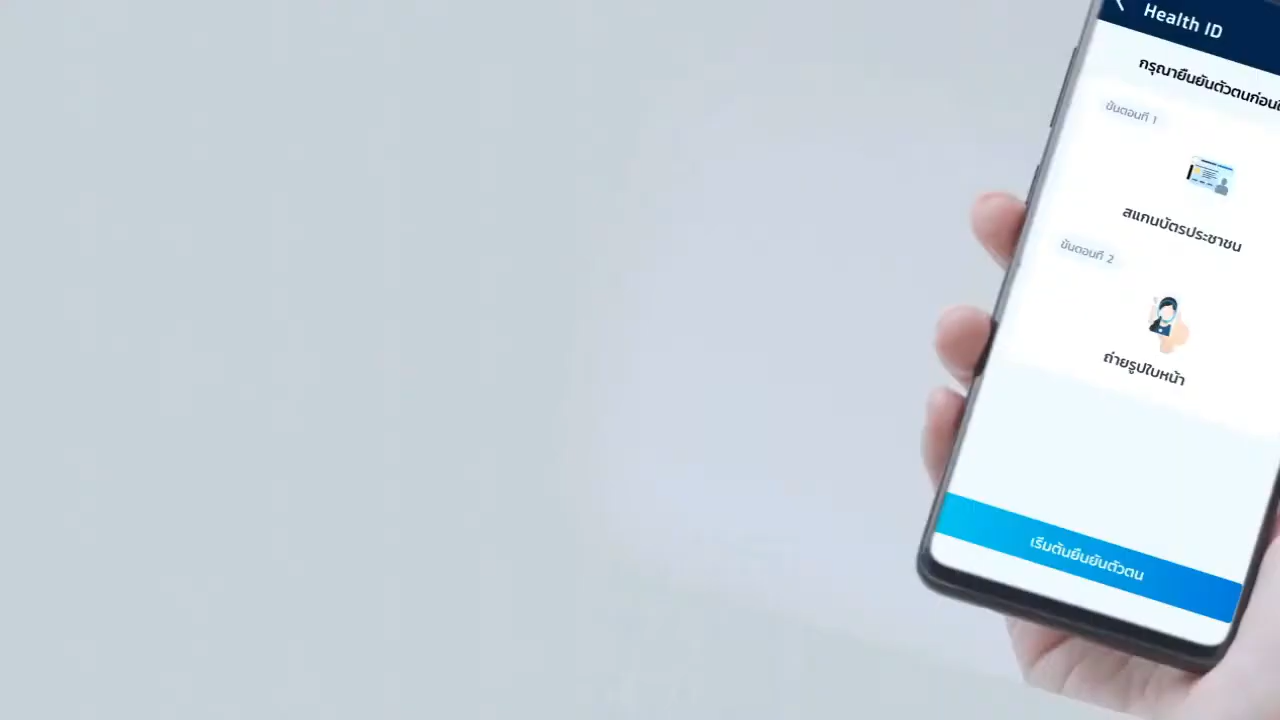 Health ID
กรุณายืนยันตัวตนก่อน
ขั้นตอนที่ 1
สแกนบัตรประชาชน
ขั้นตอนที่ 2
ถ่ายรูปใบหน้า
เริ่มต้นยืนยันตัวตน